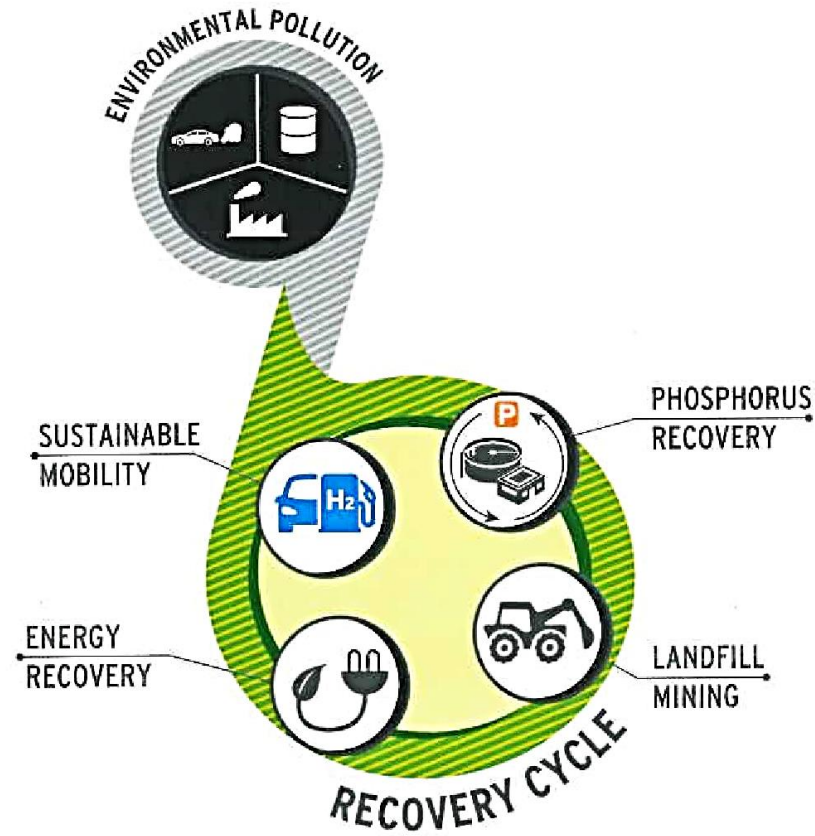 ENVIRONMENTAL POLLUTION
P
PHOSPHORUS
RECOVERY
SUSTAINABLE
MOBILITY
H2
ENERGY
RECOVERY
LANDFILL
MINING
RECOVERY CYCLE